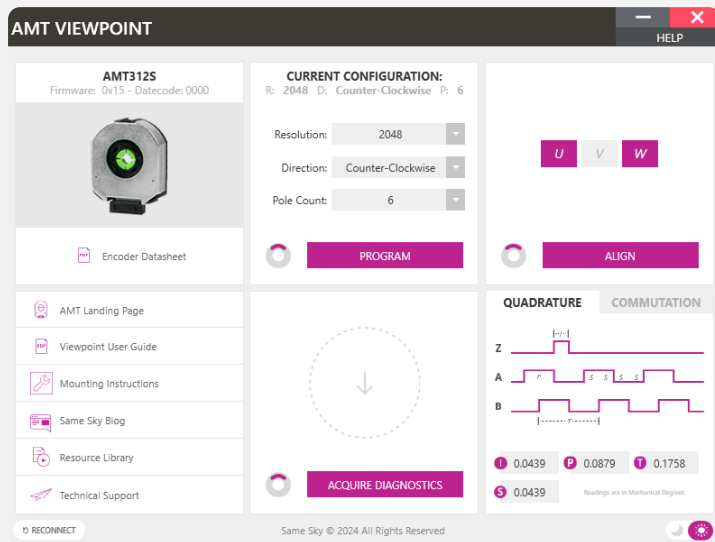 AMT VIEWPOINT
HELP
AMT312S
Firmware: 0x15 - Datecode: 0000
PDF Encoder Datasheet
AMT Landing Page
PDF Viewpoint User Guide
Mounting Instructions
Same Sky Blog
Resource Library
Technical Support
CURRENT CONFIGURATION:
R: 2048 D: Counter-Clockwise P: 6
Resolution: 2048
Direction: Counter-Clockwise
Pole Count: 6
PROGRAM
ACQUIRE DIAGNOSTICS
U V W
ALIGN
QUADRATURE COMMUTATION
I
Z
A P S S S S
B
T
I 0.0439 P 0.0879 T 0.1758
S 0.0439 Readings are in Mechanical Degrees
RECONNECT
Same Sky © 2024 All Rights Reserved